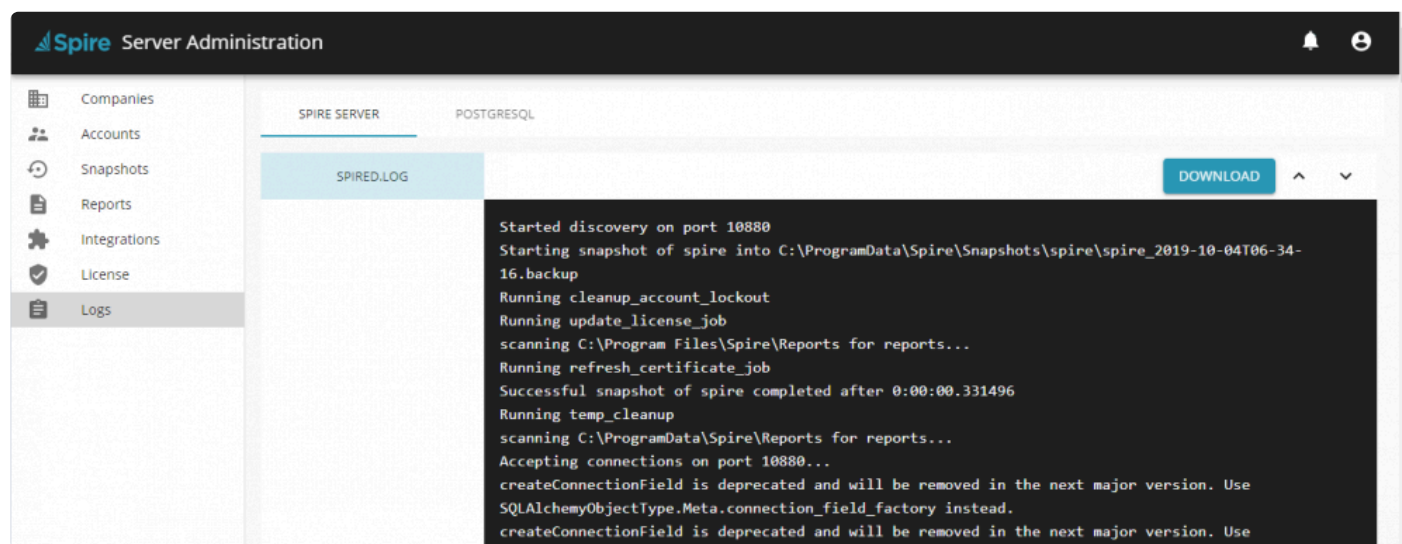 Spire Server Administration
Companies
Accounts
Snapshots
Reports
Integrations
License
Logs
SPIRE SERVER POSTGRESQL
SPIRED.LOG
DOWNLOAD
Started discovery on port 10880
Starting snapshot of spire into C:\ProgramData\Spire\Snapshots\spire\spire_2019-10-04T06-34-
16.backup
Running cleanup_account_lockout
Running update_license_job
scanning C:\Program Files\Spire\Reports for reports...
Running refresh_certificate_job
Successful snapshot of spire completed after 0:00:00.331496
Running temp_cleanup
scanning C:\ProgramData\Spire\Reports for reports...
Accepting connections on port 10880...
createConnectionField is deprecated and will be removed in the next major version. Use
SQLAlchemyObjectType.Meta.connection_field_factory instead.
createConnectionField is deprecated and will be removed in the next major version. Use